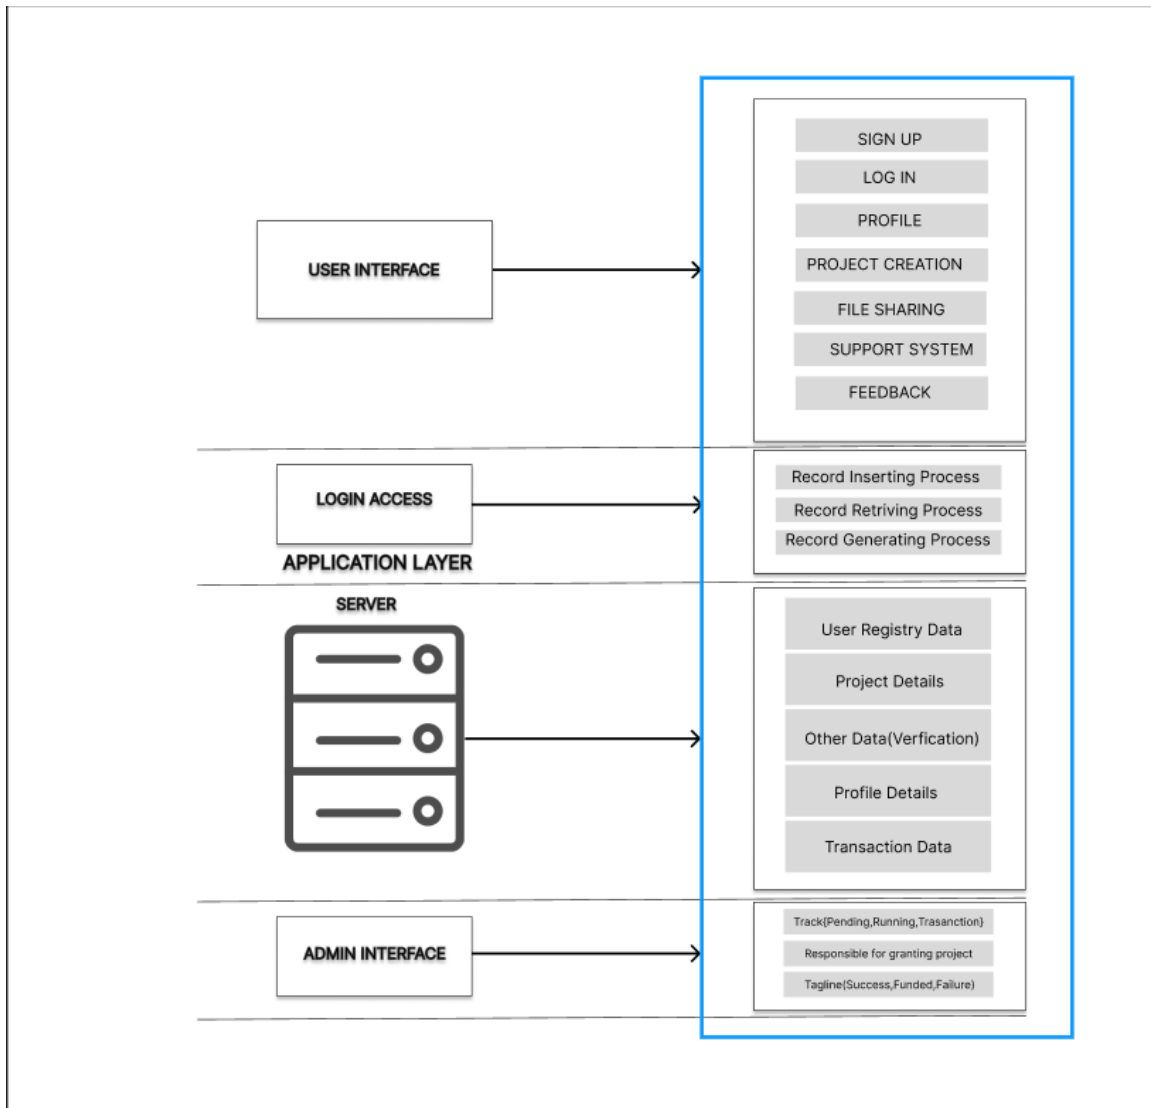 USER INTERFACE
SIGN UP
LOG IN
PROFILE
PROJECT CREATION
FILE SHARING
SUPPORT SYSTEM
FEEDBACK
LOGIN ACCESS
APPLICATION LAYER
Record Inserting Process
Record Retriving Process
Record Generating Process
SERVER
User Registry Data
Project Details
Other Data(Verfication)
Profile Details
Transaction Data
ADMIN INTERFACE
Track{Pending,Running,Trasanction}
Responsible for granting project
Tagline(Success,Funded,Failure)